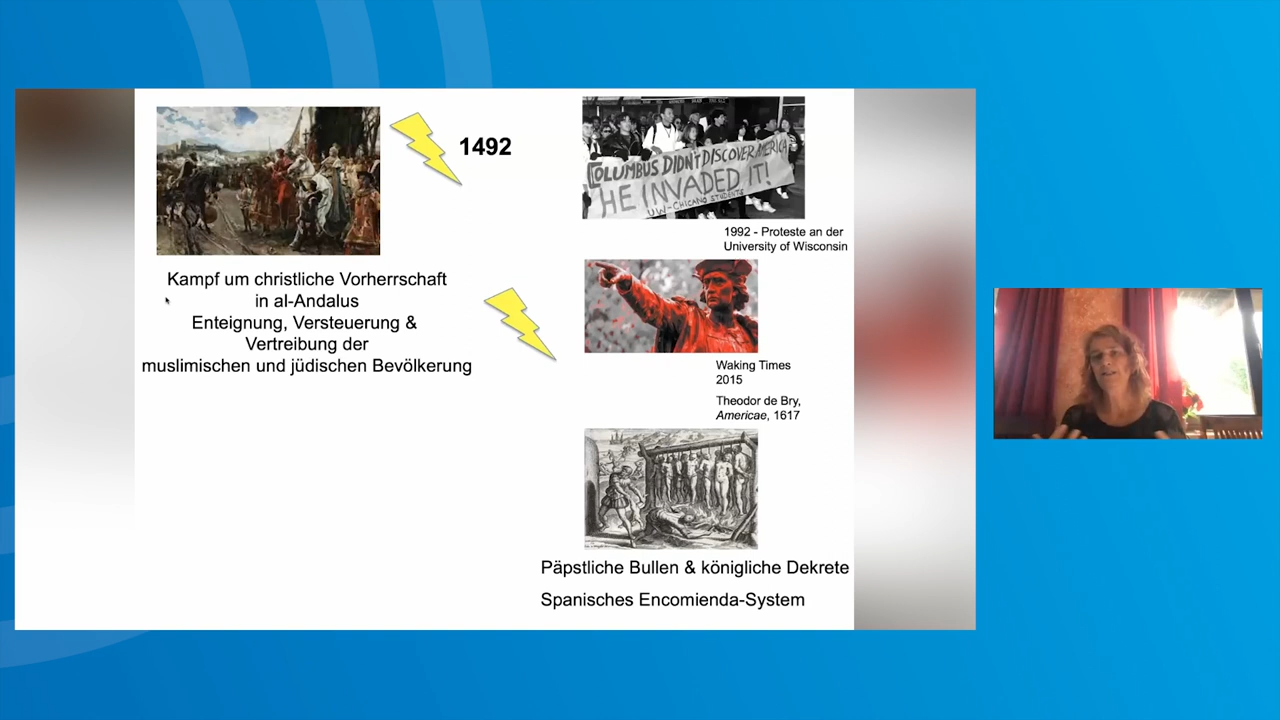 1492
Kampf um christliche Vorherrschaft
in al-Andalus
Enteignung, Versteuerung &
Vertreibung der
muslimischen und jüdischen Bevölkerung
COLUMBUS DIDN'T DISCOVER AMERICA
HE INVADED IT!
UW-CHICANO STUDENTS
1992 - Proteste an der
University of Wisconsin
Waking Times
2015
Theodor de Bry,
Americae, 1617
Päpstliche Bullen & königliche Dekrete
Spanisches Encomienda-System